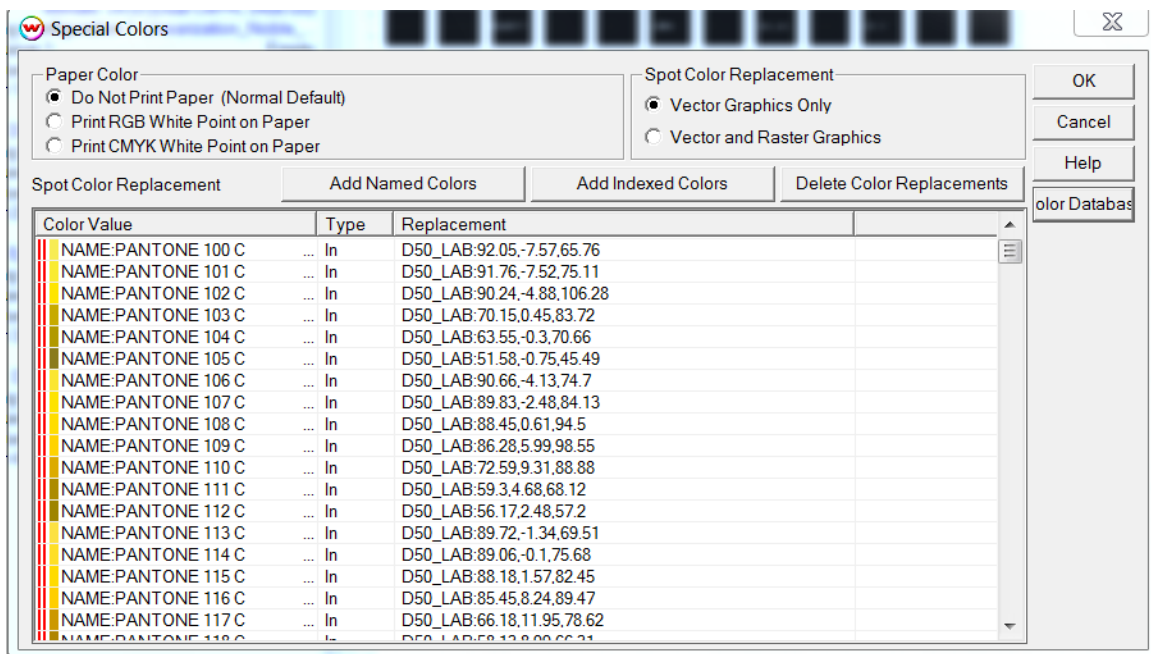 Special Colors
Paper Color
Do Not Print Paper (Normal Default)
Print RGB White Point on Paper
Print CMYK White Point on Paper
Spot Color Replacement
Vector Graphics Only
Vector and Raster Graphics
OK
Cancel
Help
olor Databas
Spot Color Replacement
Add Named Colors
Add Indexed Colors
Delete Color Replacements
Color Value Type Replacement
NAME:PANTONE 100 C ... In D50_LAB:92.05,-7.57,65.76
NAME:PANTONE 101 C ... In D50_LAB:91.76,-7.52,75.11
NAME:PANTONE 102 C ... In D50_LAB:90.24,-4.88,106.28
NAME:PANTONE 103 C ... In D50_LAB:70.15,0.45,83.72
NAME:PANTONE 104 C ... In D50_LAB:63.55,-0.3,70.66
NAME:PANTONE 105 C ... In D50_LAB:51.58,-0.75,45.49
NAME:PANTONE 106 C ... In D50_LAB:90.66,-4.13,74.7
NAME:PANTONE 107 C ... In D50_LAB:89.83,-2.48,84.13
NAME:PANTONE 108 C ... In D50_LAB:88.45,0.61,94.5
NAME:PANTONE 109 C ... In D50_LAB:86.28,5.99,98.55
NAME:PANTONE 110 C ... In D50_LAB:72.59,9.31,88.88
NAME:PANTONE 111 C ... In D50_LAB:59.3,4.68,68.12
NAME:PANTONE 112 C ... In D50_LAB:56.17,2.48,57.2
NAME:PANTONE 113 C ... In D50_LAB:89.72,-1.34,69.51
NAME:PANTONE 114 C ... In D50_LAB:89.06,-0.1,75.68
NAME:PANTONE 115 C ... In D50_LAB:88.18,1.57,82.45
NAME:PANTONE 116 C ... In D50_LAB:85.45,8.24,89.47
NAME:PANTONE 117 C ... In D50_LAB:66.18,11.95,78.62